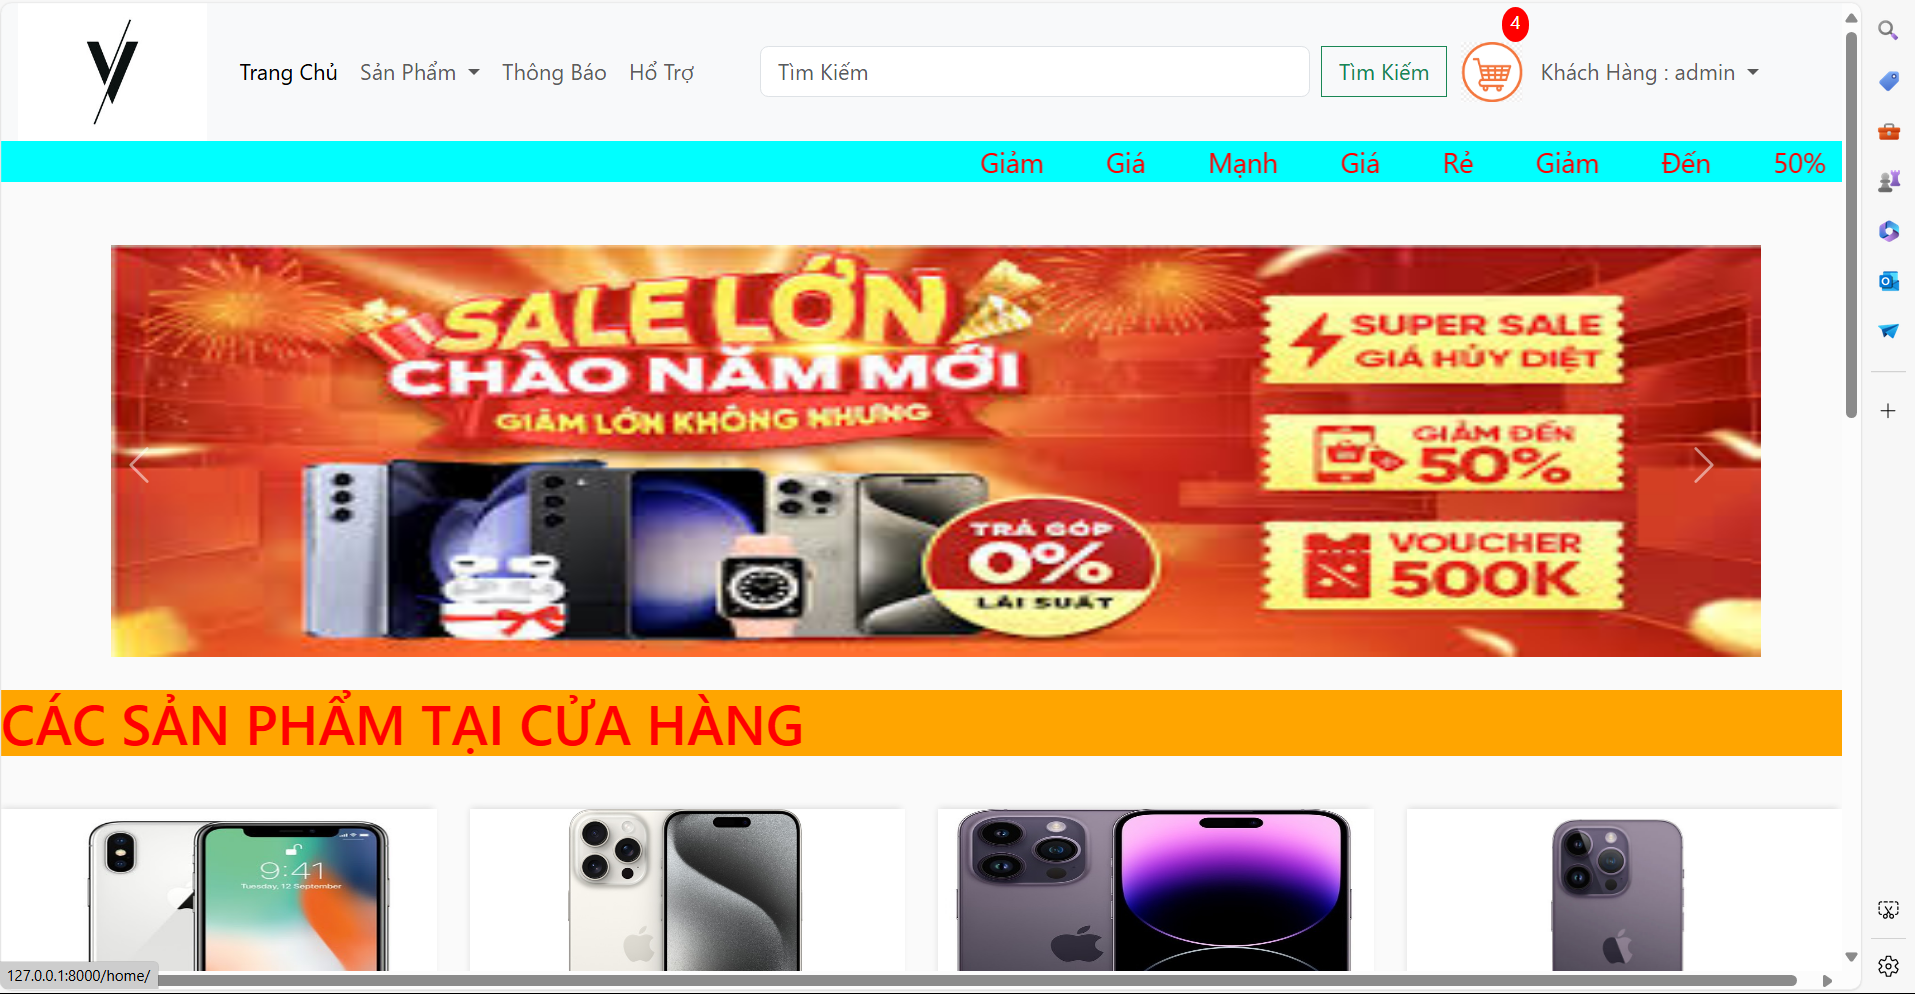 4
Trang Chủ Sản Phẩm Thông Báo Hổ Trợ Tìm Kiếm Tìm Kiếm Khách Hàng : admin
Giảm Giá Mạnh Giá Rẻ Giảm Đến 50%
SALE LỚN
CHÀO NĂM MỚI
GIẢM LỚN KHÔNG NHƯNG
SUPER SALE
GIÁ HỦY DIỆT
GIẢM ĐẾN
50%
TRẢ GÓP
0%
LÃI SUẤT
VOUCHER
500K
CÁC SẢN PHẨM TẠI CỬA HÀNG
9:41
Tuesday, 12 September
127.0.0.1:8000/home/